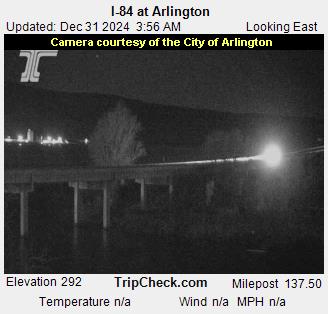 I-84 at Arlington
Updated: Dec 31 2024 3:56 AM Looking East
Camera courtesy of the City of Arlington
Elevation 292 TripCheck.com Milepost 137.50
Temperature n/a Wind n/a MPH n/a